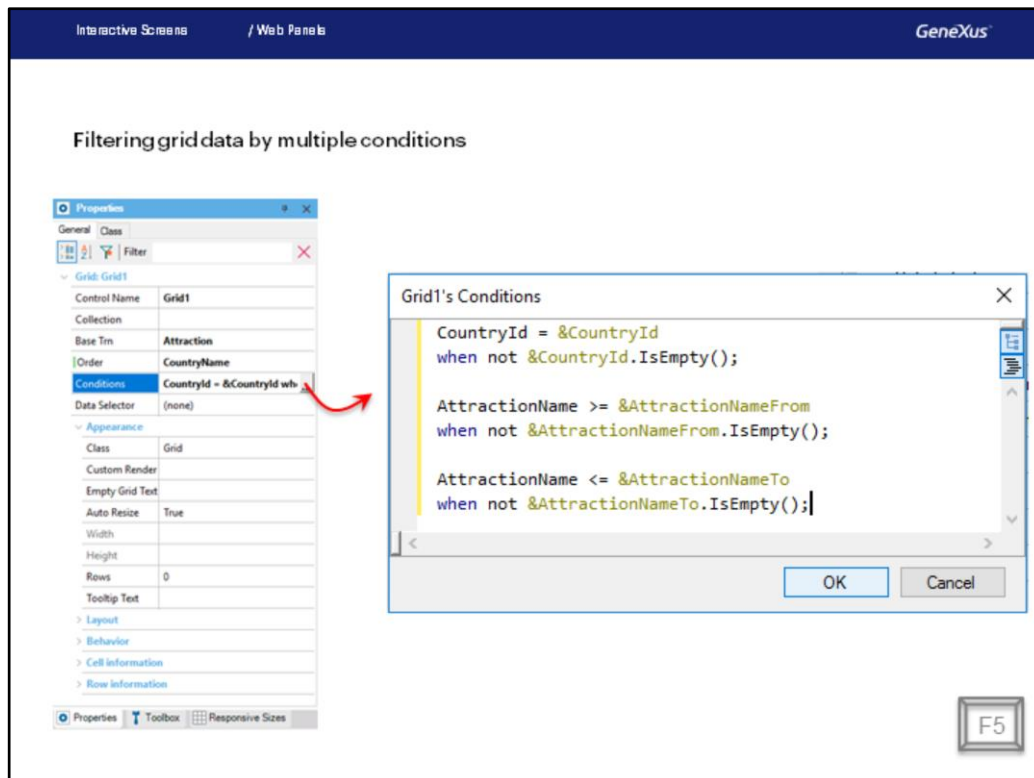 Interactive Screens / Web Panels GeneXus
Filtering grid data by multiple conditions
Properties
General Class
Filter
Grid: Grid1
Control Name Grid1
Collection
Base Trn Attraction
Order CountryName
Conditions CountryId = &CountryId whe ...
Data Selector (none)
Appearance
Class Grid
Custom Render
Empty Grid Text
Auto Resize True
Width
Height
Rows 0
Tooltip Text
Layout
Behavior
Cell information
Row information
Properties Toolbox Responsive Sizes
Grid1's Conditions
CountryId = &CountryId
when not &CountryId.IsEmpty();
AttractionName >= &AttractionNameFrom
when not &AttractionNameFrom.IsEmpty();
AttractionName <= &AttractionNameTo
when not &AttractionNameTo.IsEmpty();
OK Cancel
F5